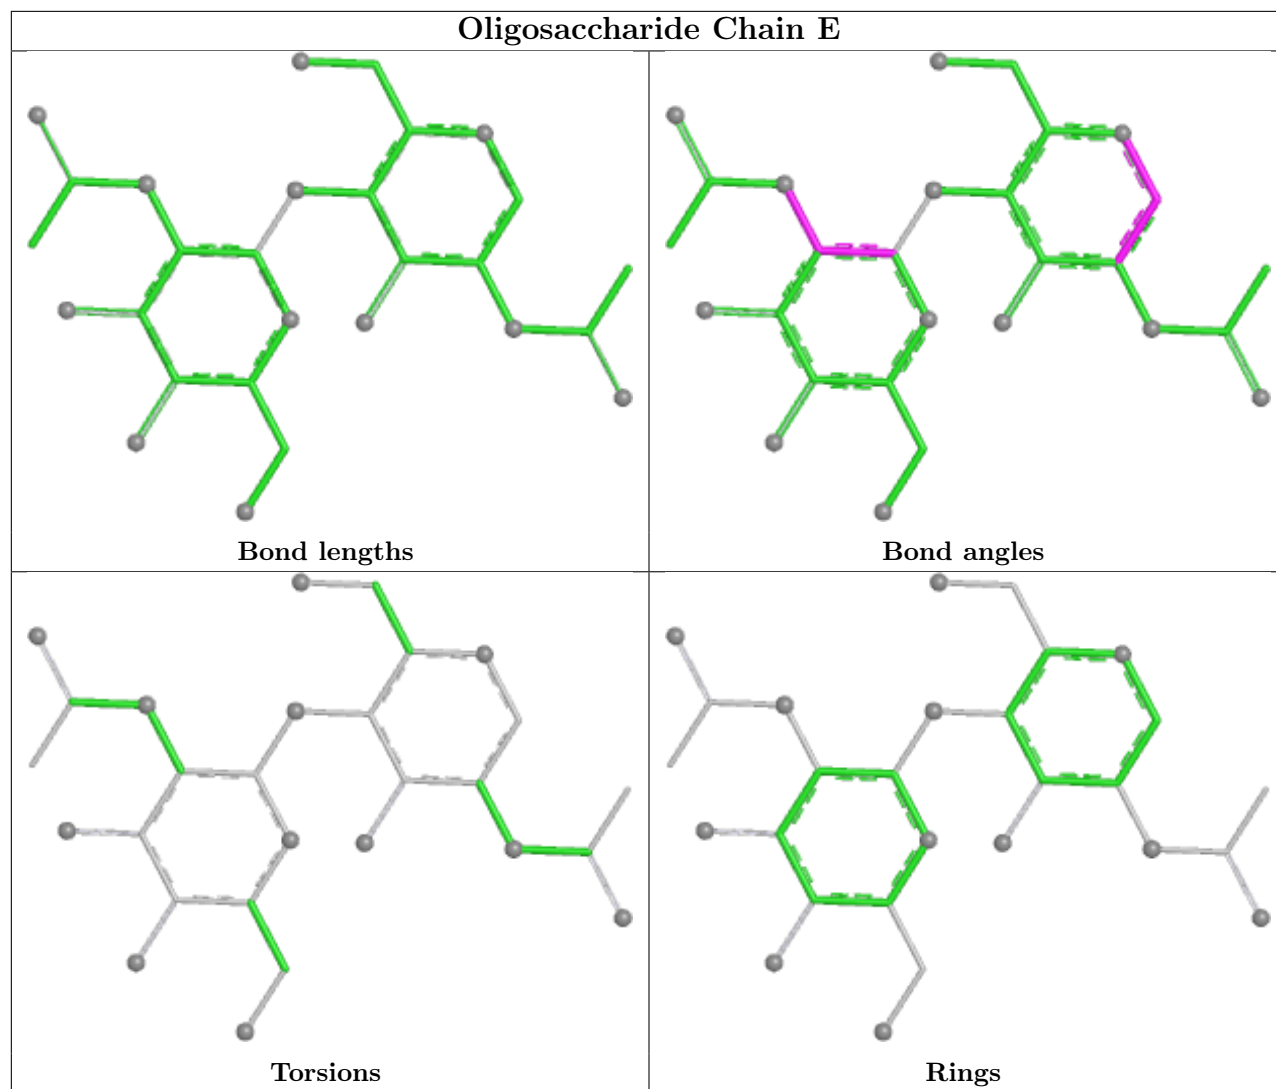 Oligosaccharide Chain E
Bond lengths
Bond angles
Torsions
Rings